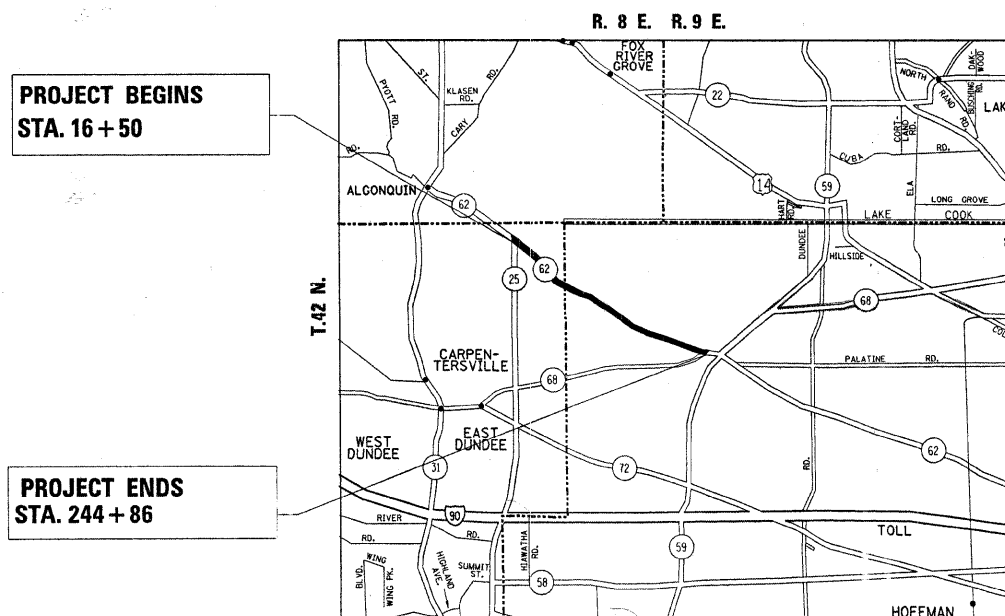 R. 8 E. R. 9 E.
PROJECT BEGINS
STA. 16+50
PYOTT
RD.
ST.
KLASEN
RD.
CARY
RD.
FOX
RIVER
GROVE
22
NORTH
RAND
RD.
BUSCHING
RD.
OAK-
WOOD
LAK
CORT-
LAND
RD.
CUBA
RD.
RD.
ALGONQUIN
62
14
HART
RD.
59
ELA
LONG GROVE
LAKE
COOK
T.42 N.
25
62
DUNDEE
HILLSIDE
68
CARPEN-
TERSVILLE
68
PALATINE RD.
WEST
DUNDEE
EAST
DUNDEE
31
72
RD.
62
PROJECT ENDS
STA. 244+86
RIVER
RD.
RD.
90
HIAWATHA
RD.
59
TOLL
WING
BLVD.
WING PK.
HIGHLAND
AVE.
SUMMIT
ST.
58
HOFFMAN